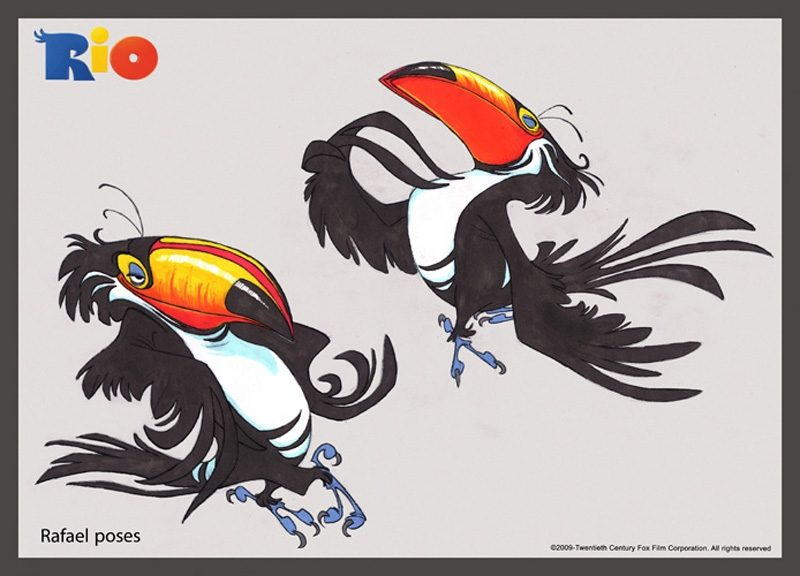 Rio
Rafael poses
©2009-Twentieth Century Fox Film Corporation. All rights reserved